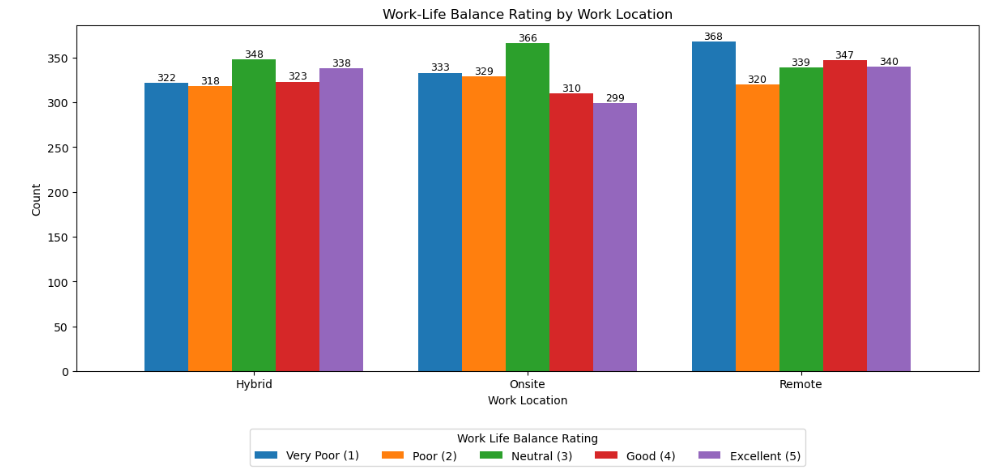 Work-Life Balance Rating by Work Location
Count
350
300
250
200
150
100
50
0
322
318
348
323
338
333
329
366
310
299
368
320
339
347
340
Hybrid
Onsite
Remote
Work Location
Work Life Balance Rating
Very Poor (1)
Poor (2)
Neutral (3)
Good (4)
Excellent (5)